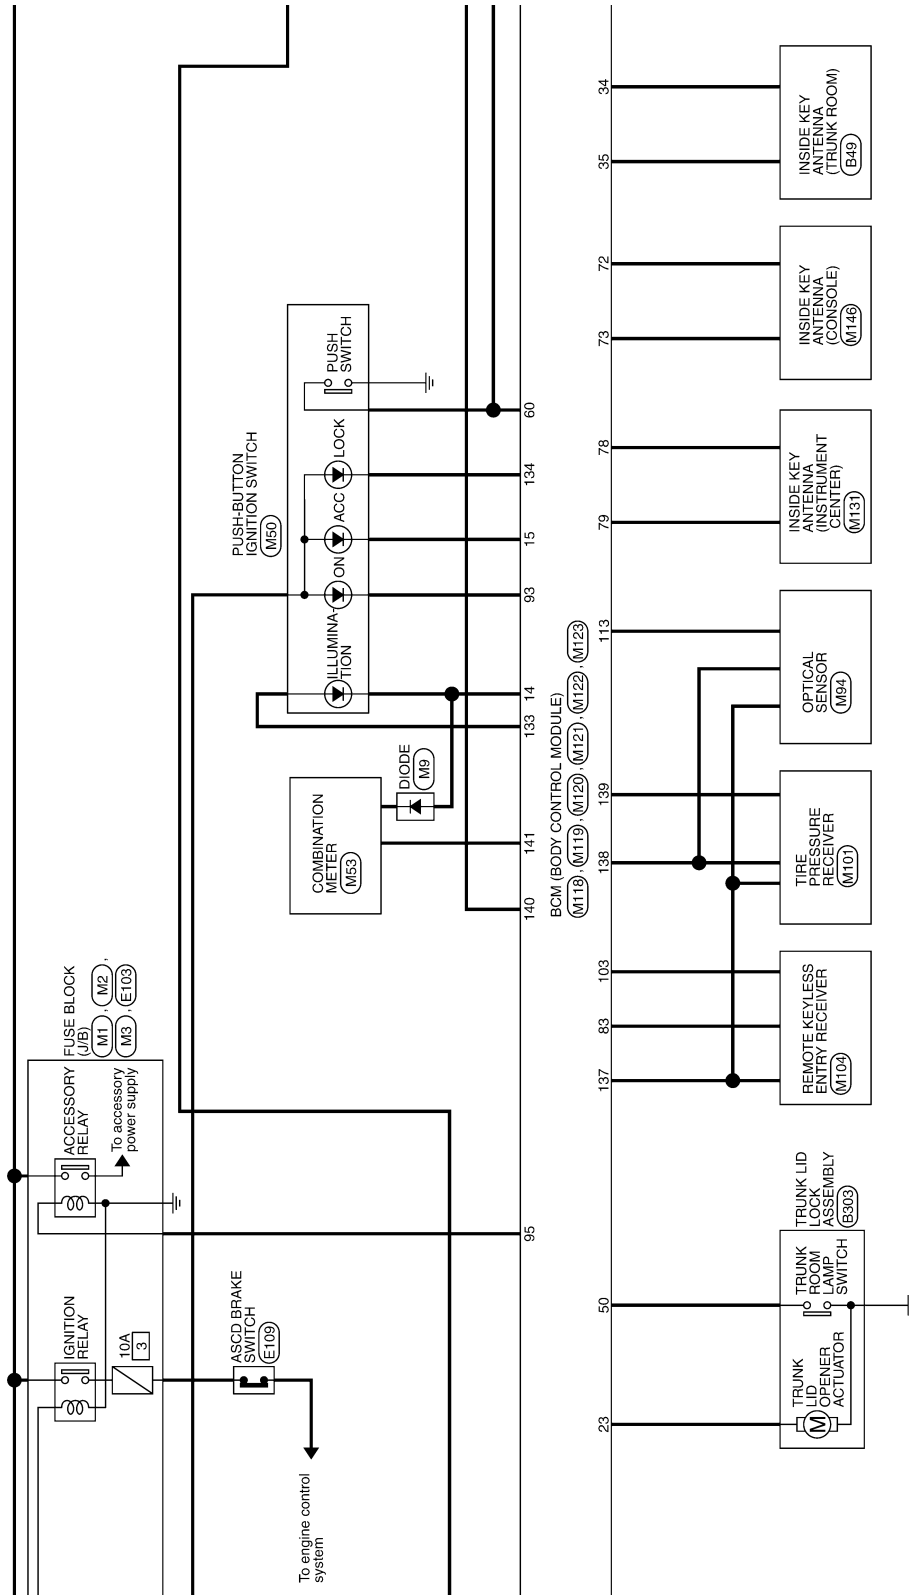 FUSE BLOCK
(J/B)
M1 , M2 ,
M3 , E103
ACCESSORY
RELAY
To accessory
power supply
IGNITION
RELAY
10A
3
ASCD BRAKE
SWITCH
E109
To engine control
system
PUSH-BUTTON
IGNITION SWITCH
M50
ILLUMINA-
TION
ON
ACC
LOCK
PUSH
SWITCH
COMBINATION
METER
M53
DIODE
M9
95
140
141
133
14
93
15
134
60
BCM (BODY CONTROL MODULE)
M118 , M119 , M120 , M121 , M122 , M123
23
50
137
83
103
138
139
113
79
78
73
72
35
34
TRUNK
LID
OPENER
ACTUATOR
M
TRUNK
ROOM
LAMP
SWITCH
TRUNK LID
LOCK
ASSEMBLY
B303
REMOTE KEYLESS
ENTRY RECEIVER
M104
TIRE
PRESSURE
RECEIVER
M101
OPTICAL
SENSOR
M94
INSIDE KEY
ANTENNA
(INSTRUMENT
CENTER)
M131
INSIDE KEY
ANTENNA
(CONSOLE)
M146
INSIDE KEY
ANTENNA
(TRUNK ROOM)
B49